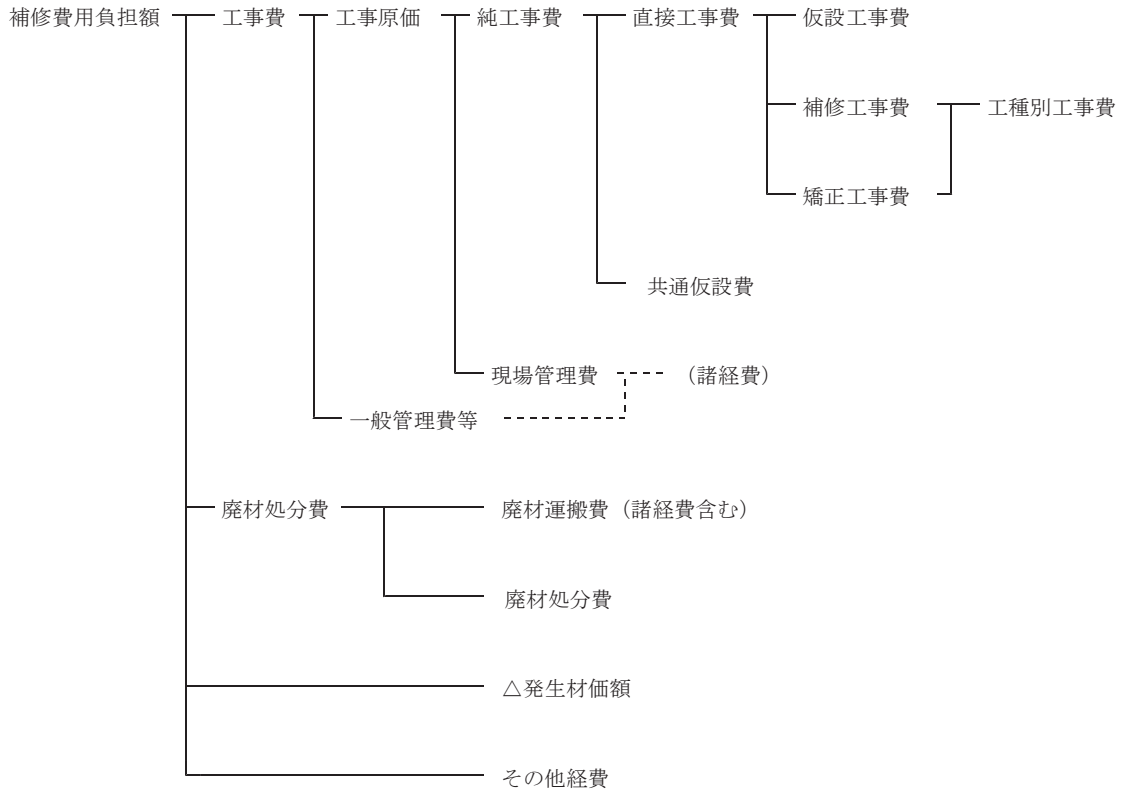 補修費用負担額 工事費 工事原価 純工事費 直接工事費 仮設工事費
補修工事費 工種別工事費
矯正工事費
共通仮設費
現場管理費 （諸経費）
一般管理費等
廃材処分費 廃材運搬費（諸経費含む）
廃材処分費
△発生材価額
その他経費